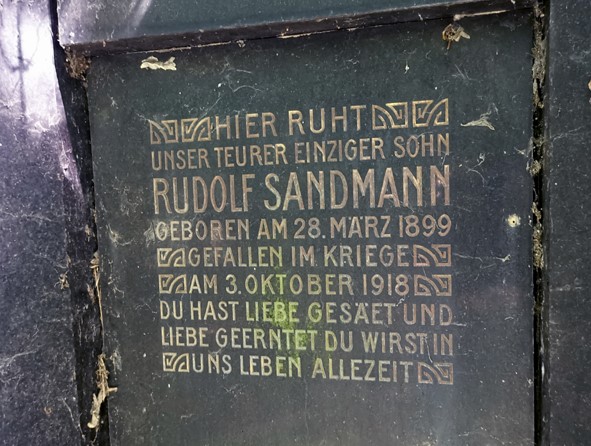 HIER RUHT
UNSER TEURER EINZIGER SOHN
RUDOLF SANDMANN
GEBOREN AM 28. MÄRZ 1899
GEFALLEN IM KRIEGE
AM 3. OKTOBER 1918
DU HAST LIEBE GESÄET UND
LIEBE GEERNTET DU WIRST IN
UNS LEBEN ALLEZEIT